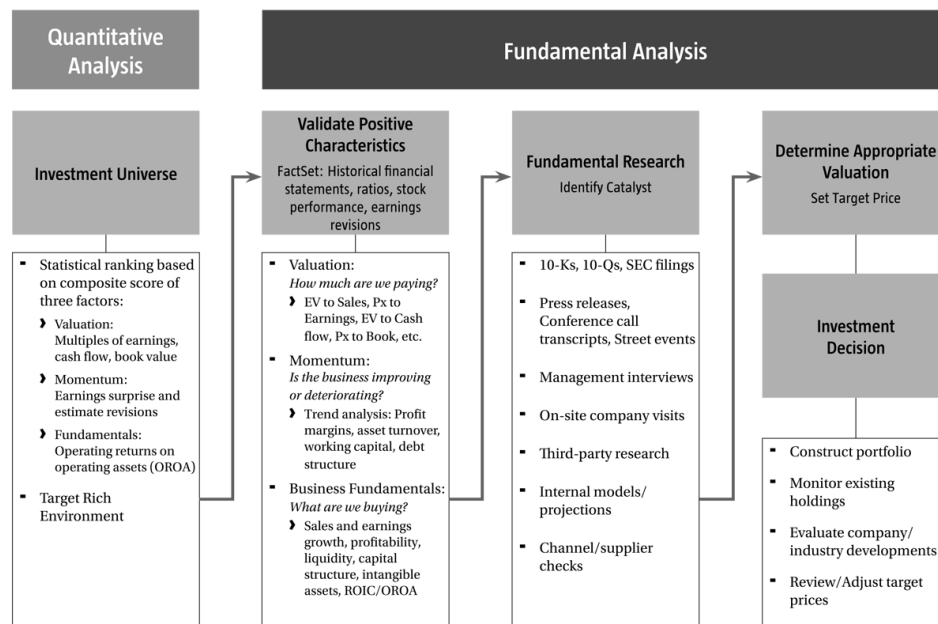 Quantitative
Analysis
Fundamental Analysis
Investment Universe
▪ Statistical ranking based
on composite score of
three factors:
❯ Valuation:
Multiples of earnings,
cash flow, book value
❯ Momentum:
Earnings surprise and
estimate revisions
❯ Fundamentals:
Operating returns on
operating assets (OROA)
▪ Target Rich
Environment
Validate Positive
Characteristics
FactSet: Historical financial
statements, ratios, stock
performance, earnings
revisions
▪ Valuation:
How much are we paying?
❯ EV to Sales, Px to
Earnings, EV to Cash
flow, Px to Book, etc.
▪ Momentum:
Is the business improving
or deteriorating?
❯ Trend analysis: Profit
margins, asset turnover,
working capital, debt
structure
▪ Business Fundamentals:
What are we buying?
❯ Sales and earnings
growth, profitability,
liquidity, capital
structure, intangible
assets, ROIC/OROA
Fundamental Research
Identify Catalyst
▪ 10-Ks, 10-Qs, SEC filings
▪ Press releases,
Conference call
transcripts, Street events
▪ Management interviews
▪ On-site company visits
▪ Third-party research
▪ Internal models/
projections
▪ Channel/supplier
checks
Determine Appropriate
Valuation
Set Target Price
Investment
Decision
▪ Construct portfolio
▪ Monitor existing
holdings
▪ Evaluate company/
industry developments
▪ Review/Adjust target
prices